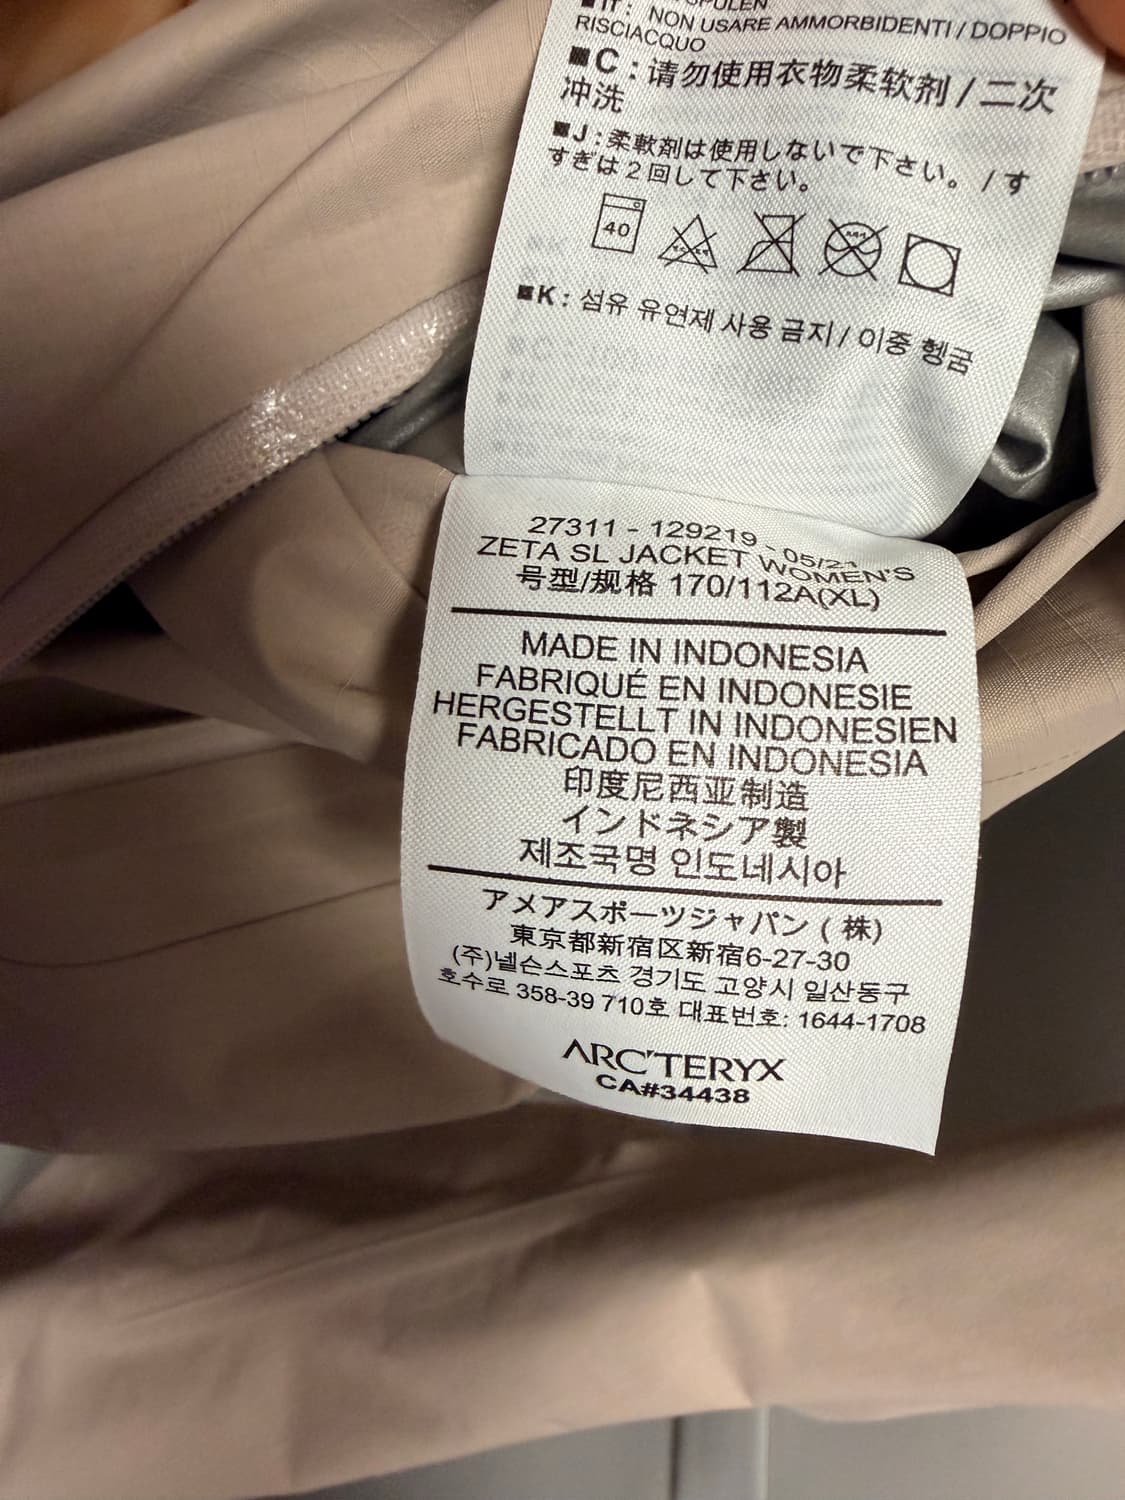 SPÜLEN
■IT: NON USARE AMMORBIDENTI / DOPPIO
RISCIACQUO
■C : 请勿使用衣物柔软剂 / 二次
冲洗
■J : 柔軟剤は使用しないで下さい。 / す
すぎは2回して下さい。
40
■K : 섬유 유연제 사용 금지 / 이중 헹굼
27311 - 129219 - 05/21
ZETA SL JACKET WOMEN'S
号型/规格 170/112A(XL)
MADE IN INDONESIA
FABRIQUÉ EN INDONESIE
HERGESTELLT IN INDONESIEN
FABRICADO EN INDONESIA
印度尼西亚制造
インドネシア製
제조국명 인도네시아
アメアスポーツジャパン ( 株)
東京都新宿区新宿6-27-30
(주)넬슨스포츠 경기도 고양시 일산동구
호수로 358-39 710호 대표번호: 1644-1708
ARC'TERYX
CA#34438